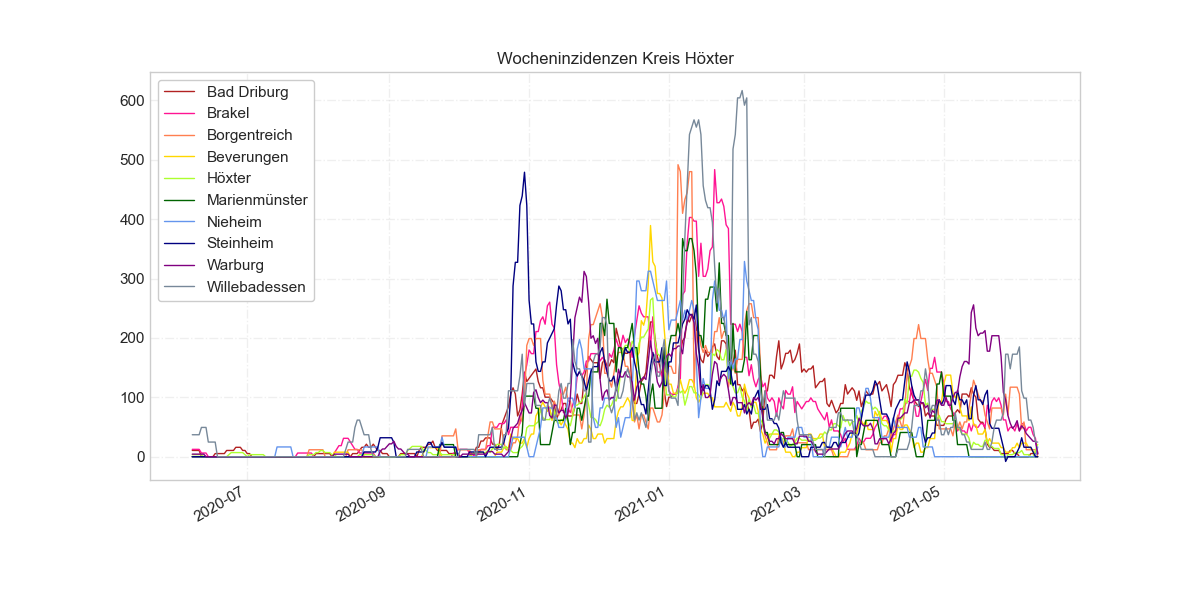 Wocheninzidenzen Kreis Höxter
600
500
400
300
200
100
0
Bad Driburg
Brakel
Borgentreich
Beverungen
Höxter
Marienmünster
Nieheim
Steinheim
Warburg
Willebadessen
2020-07
2020-09
2020-11
2021-01
2021-03
2021-05